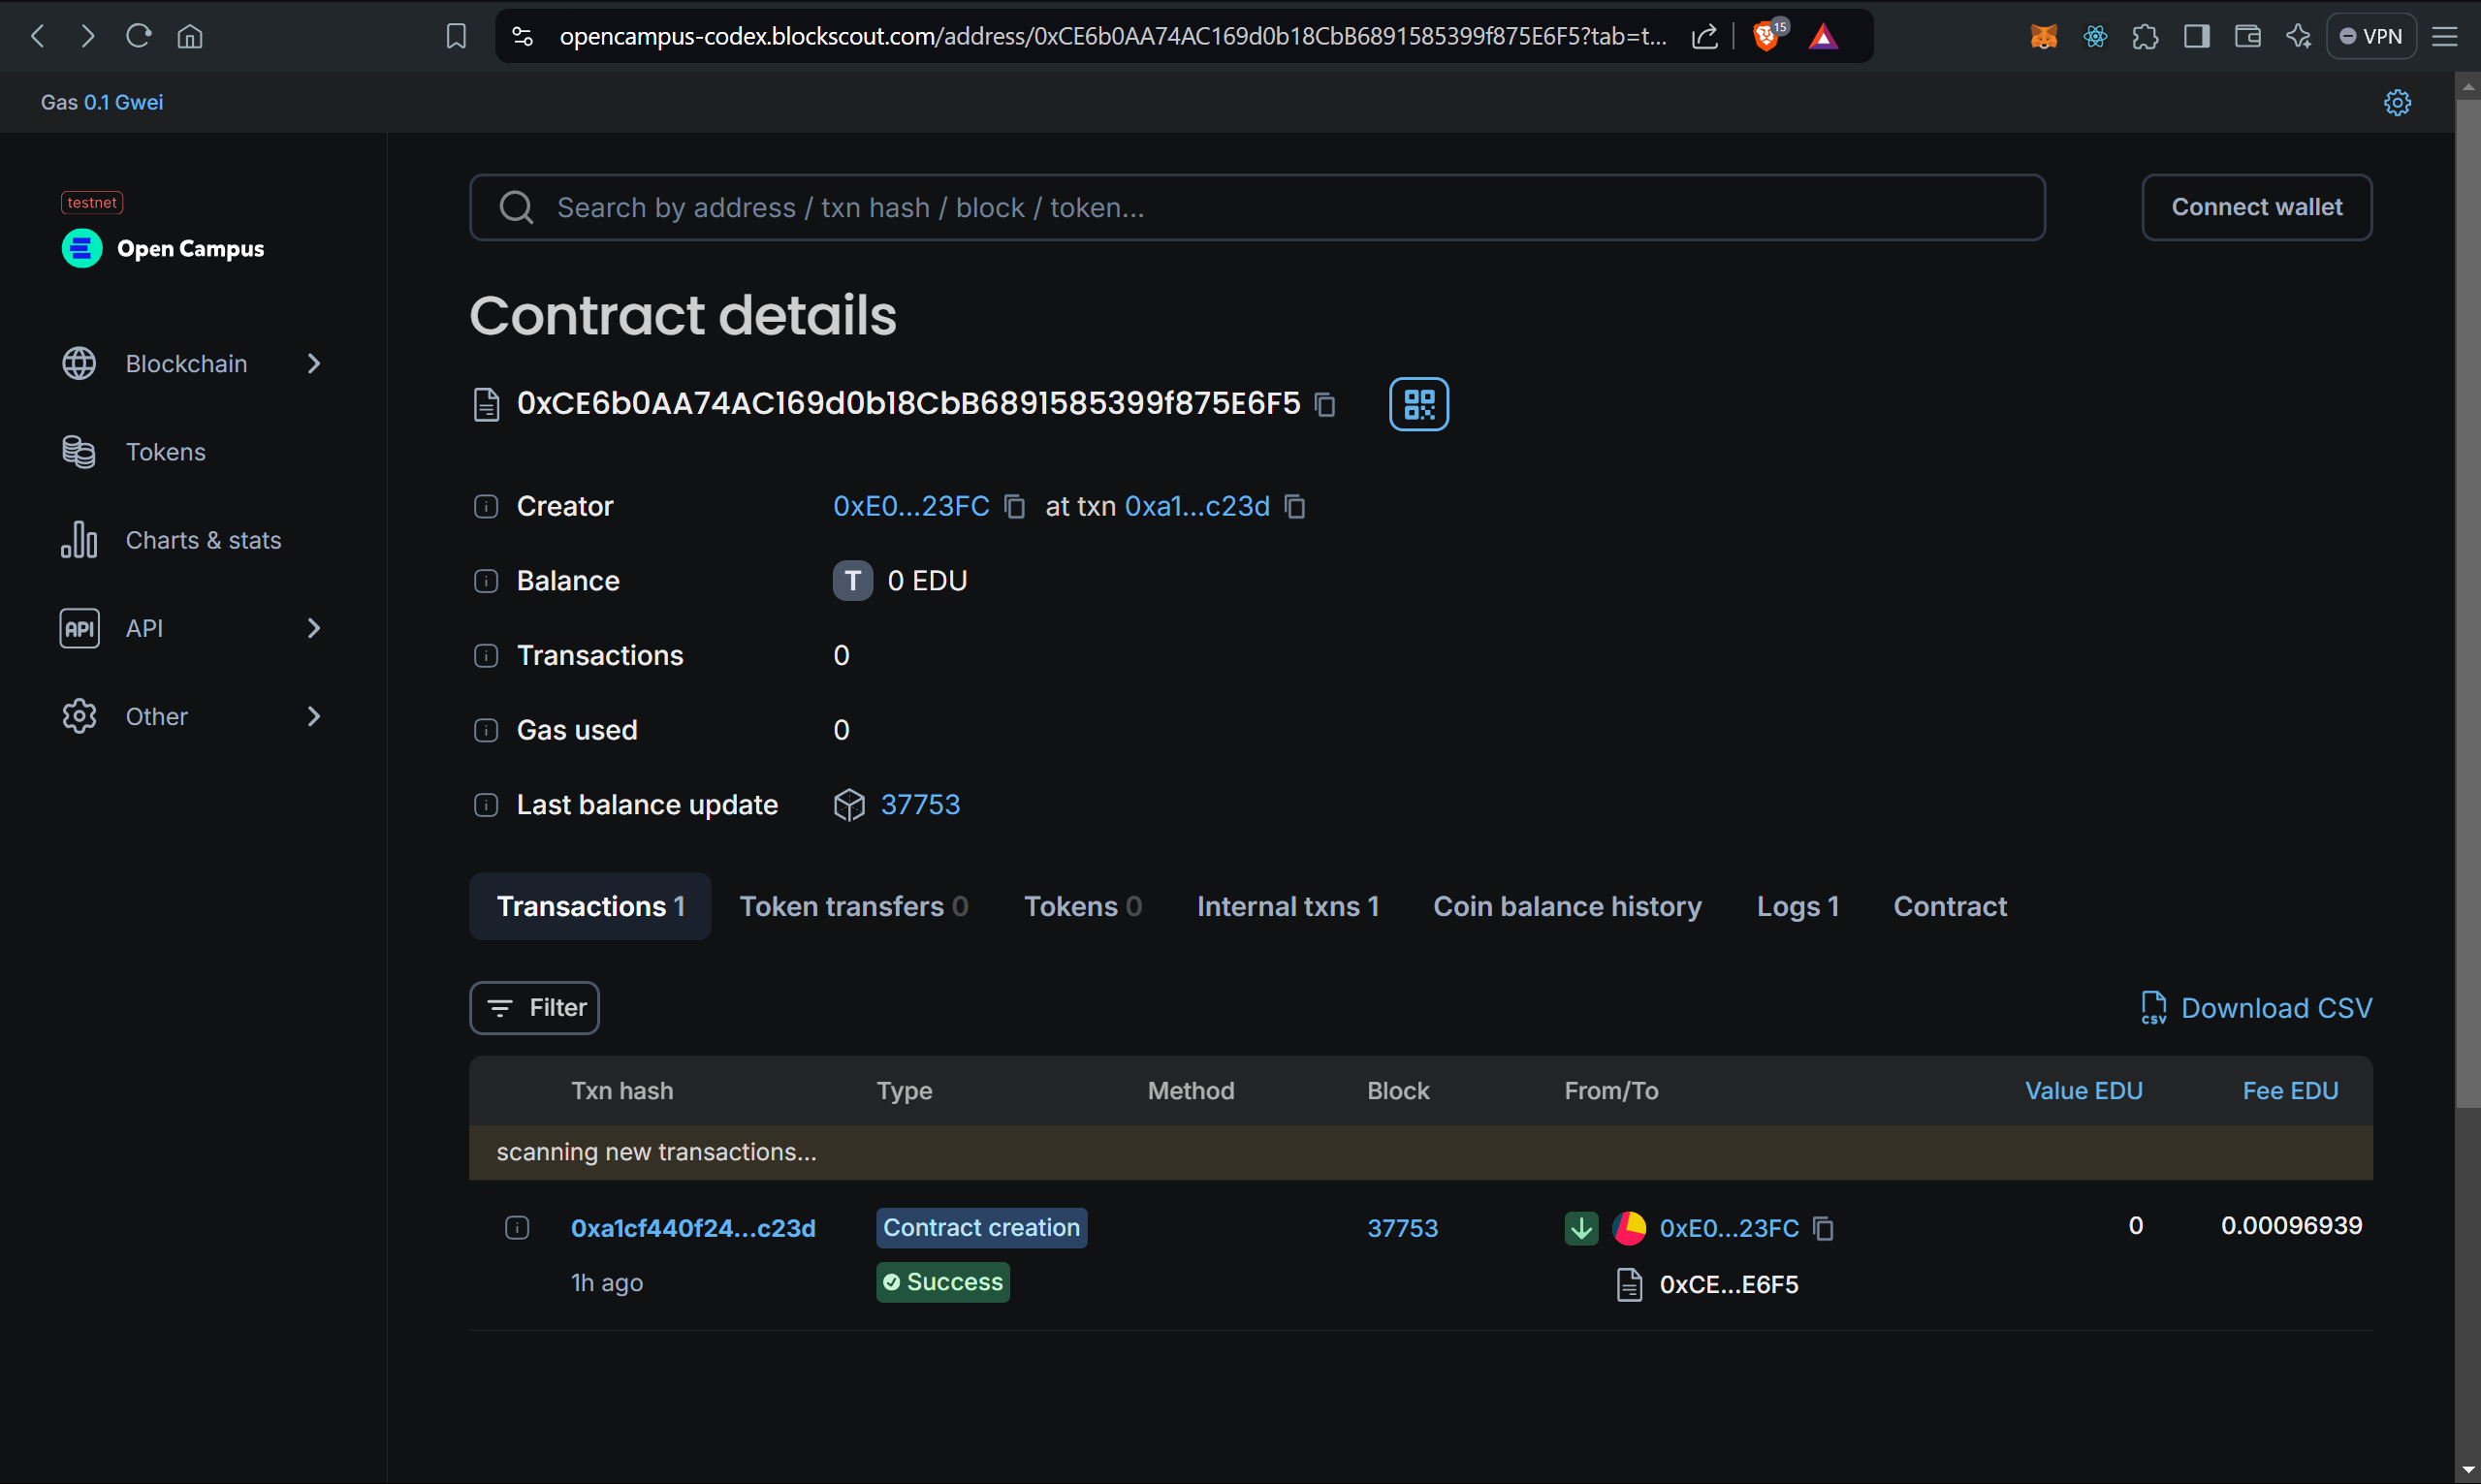 opencampus-codex.blockscout.com/address/0xCE6b0AA74AC169d0b18CbB6891585399f875E6F5?tab=t...
15
VPN
Gas 0.1 Gwei
testnet
Open Campus
Blockchain
Tokens
Charts & stats
API API
Other
Search by address / txn hash / block / token...
Connect wallet
Contract details
0xCE6b0AA74AC169d0b18CbB6891585399f875E6F5
Creator 0xE0...23FC at txn 0xa1...c23d
Balance T 0 EDU
Transactions 0
Gas used 0
Last balance update 37753
Transactions 1 Token transfers 0 Tokens 0 Internal txns 1 Coin balance history Logs 1 Contract
Filter
CSV Download CSV
Txn hash Type Method Block From/To Value EDU Fee EDU
scanning new transactions...
0xa1cf440f24...c23d Contract creation 37753 0xE0...23FC 0 0.00096939
1h ago Success 0xCE...E6F5